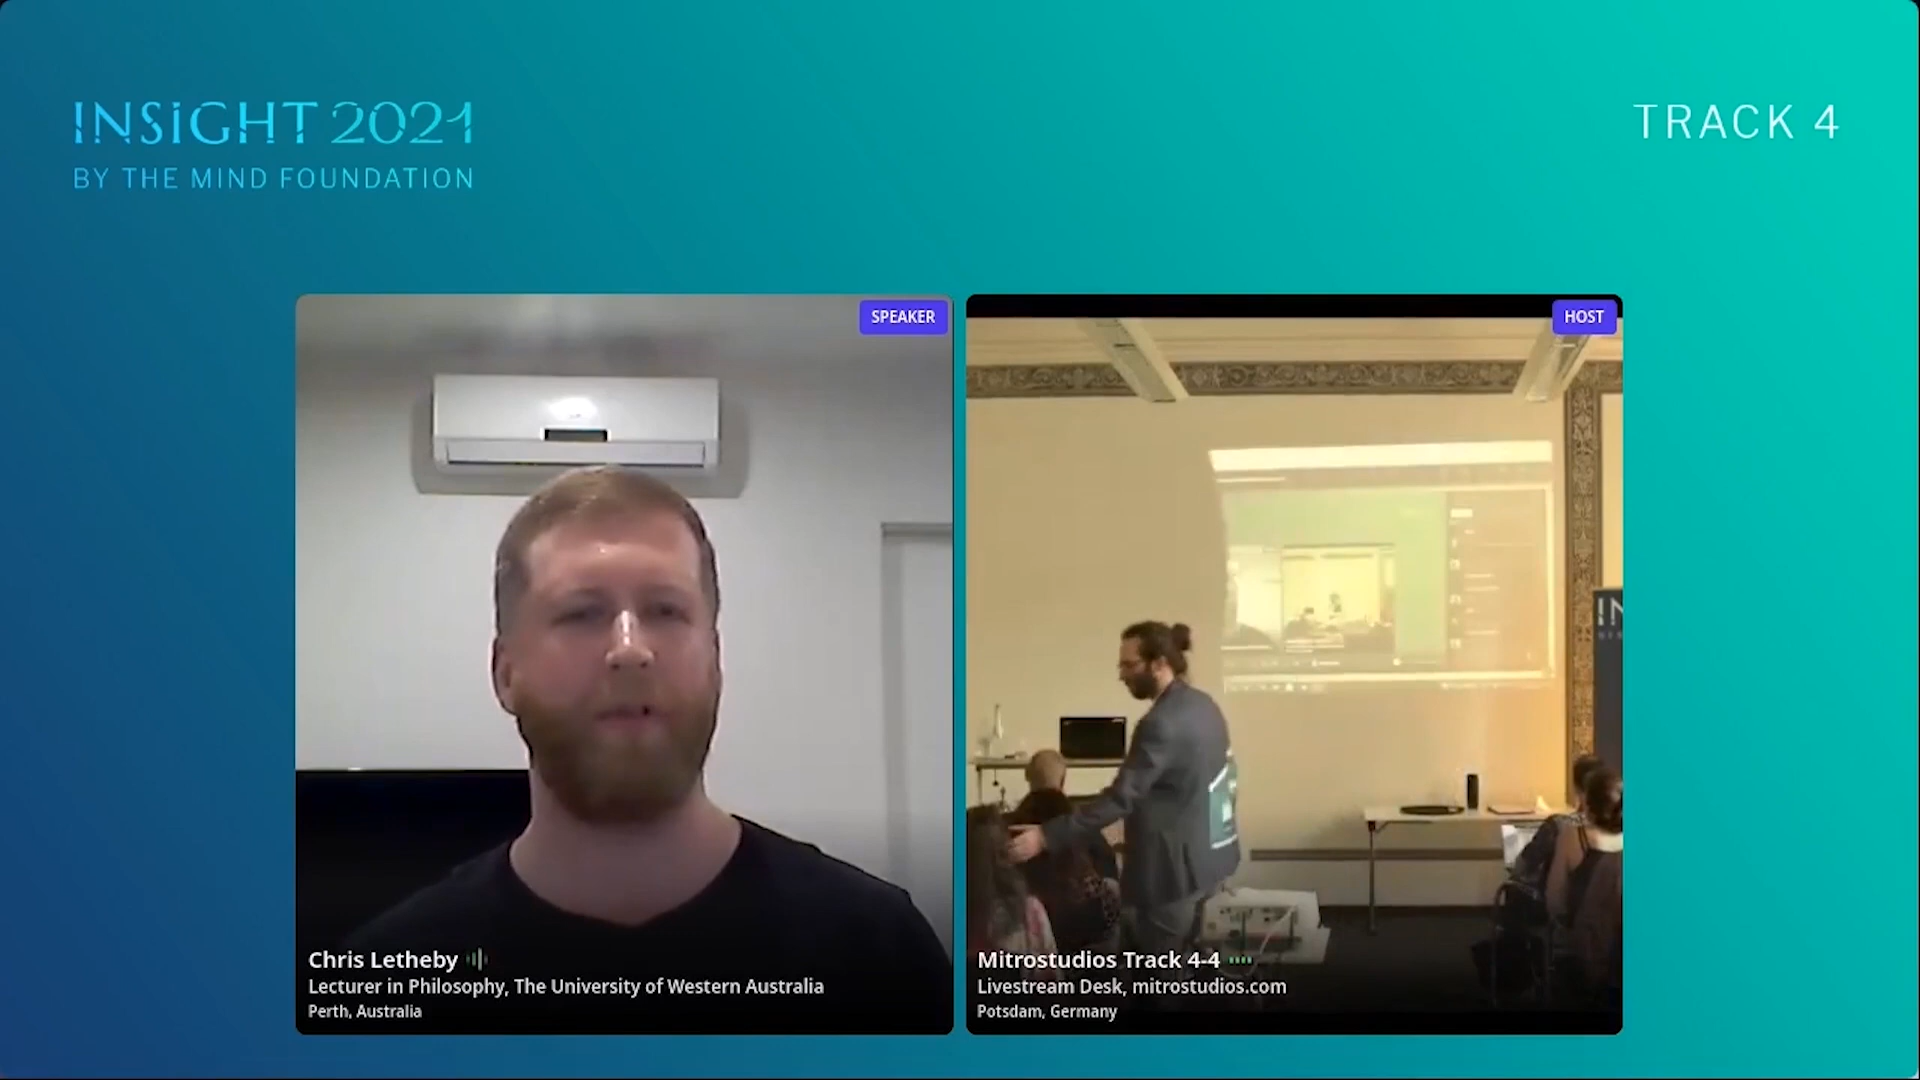 INSiGHT 2021
BY THE MIND FOUNDATION
TRACK 4
SPEAKER
HOST
IN
Chris Letheby
Lecturer in Philosophy, The University of Western Australia
Perth, Australia
Mitrostudios Track 4-4
Livestream Desk, mitrostudios.com
Potsdam, Germany